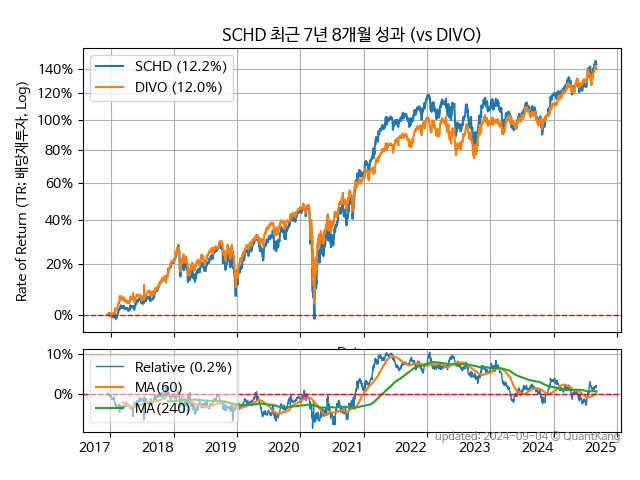 SCHD 최근 7년 8개월 성과 (vs DIVO)
SCHD (12.2%)
DIVO (12.0%)
Rate of Return (TR: 배당재투자, Log)
140%
120%
100%
80%
60%
40%
20%
0%
10%
0%
Relative (0.2%)
MA(60)
MA(240)
updated: 2024-09-04 © QuantKang
2017 2018 2019 2020 2021 2022 2023 2024 2025